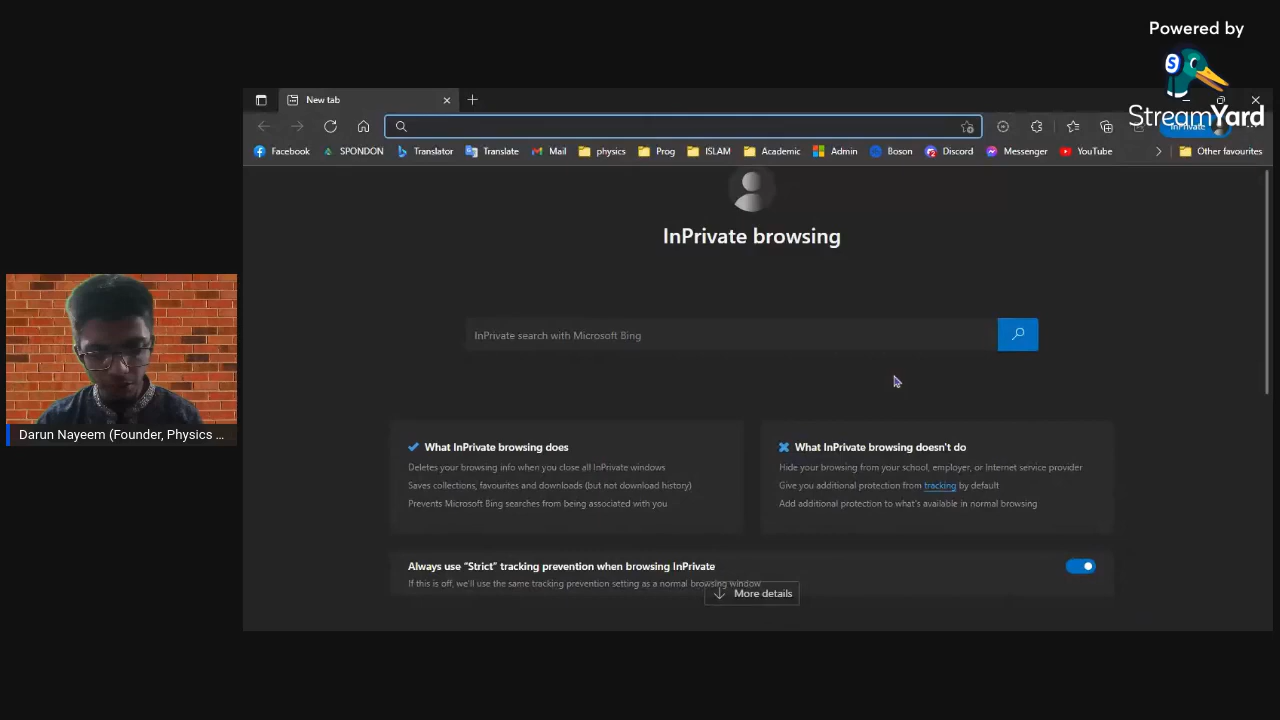 Powered by
StreamYard
New tab
Facebook SPONDON Translator Translate Mail physics Prog ISLAM Academic Admin Boson Discord Messenger YouTube Other favourites
InPrivate
InPrivate browsing
InPrivate search with Microsoft Bing
What InPrivate browsing does
Deletes your browsing info when you close all InPrivate windows
Saves collections, favourites and downloads (but not download history)
Prevents Microsoft Bing searches from being associated with you
What InPrivate browsing doesn't do
Hide your browsing from your school, employer, or Internet service provider
Give you additional protection from tracking by default
Add additional protection to what's available in normal browsing
Always use “Strict” tracking prevention when browsing InPrivate
If this is off, we'll use the same tracking prevention setting as a normal browsing window
More details
Darun Nayeem (Founder, Physics ...